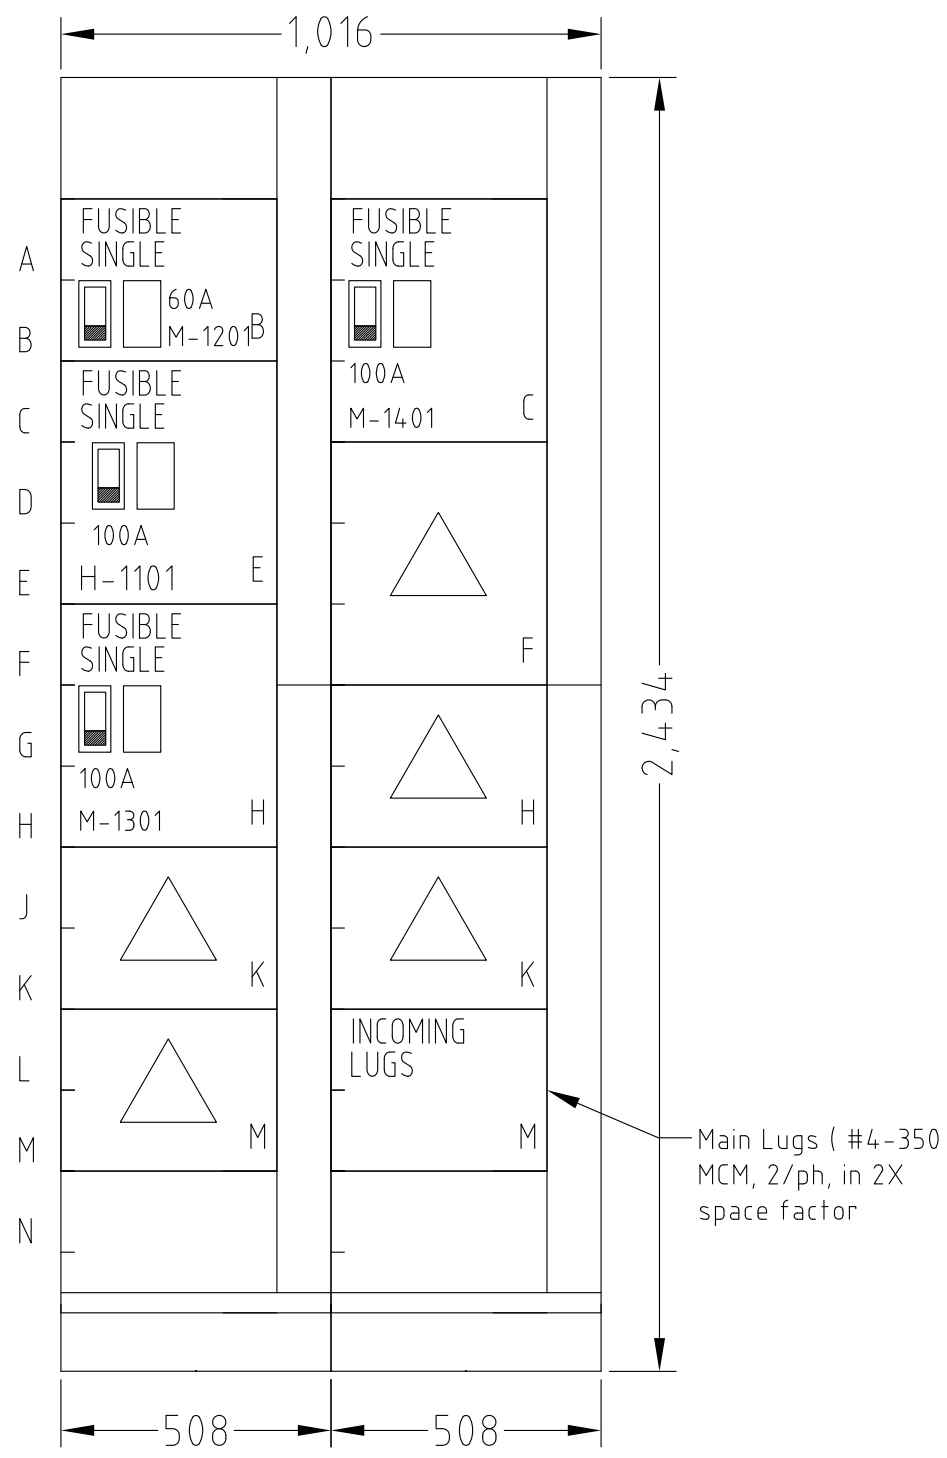 1,016
A
B
C
D
E
F
G
H
J
K
L
M
N
FUSIBLE
SINGLE
60A
M-1201
B
FUSIBLE
SINGLE
100A
H-1101
E
FUSIBLE
SINGLE
100A
M-1301
H
K
M
FUSIBLE
SINGLE
100A
M-1401
C
F
H
K
INCOMING
LUGS
M
2,434
Main Lugs ( #4-350
MCM, 2/ph, in 2X
space factor
508
508